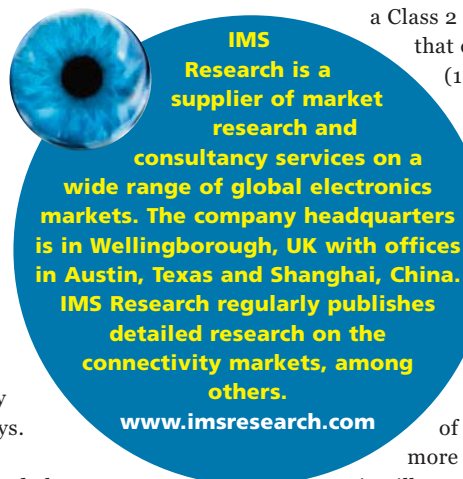 a Class 2
that
(1
IMS
Research is a
supplier of market
research and
consultancy services on a
wide range of global electronics
markets. The company headquarters
is in Wellingborough, UK with offices
in Austin, Texas and Shanghai, China.
IMS Research regularly publishes
detailed research on the
connectivity markets, among
others.
www.imsresearch.com
of
more